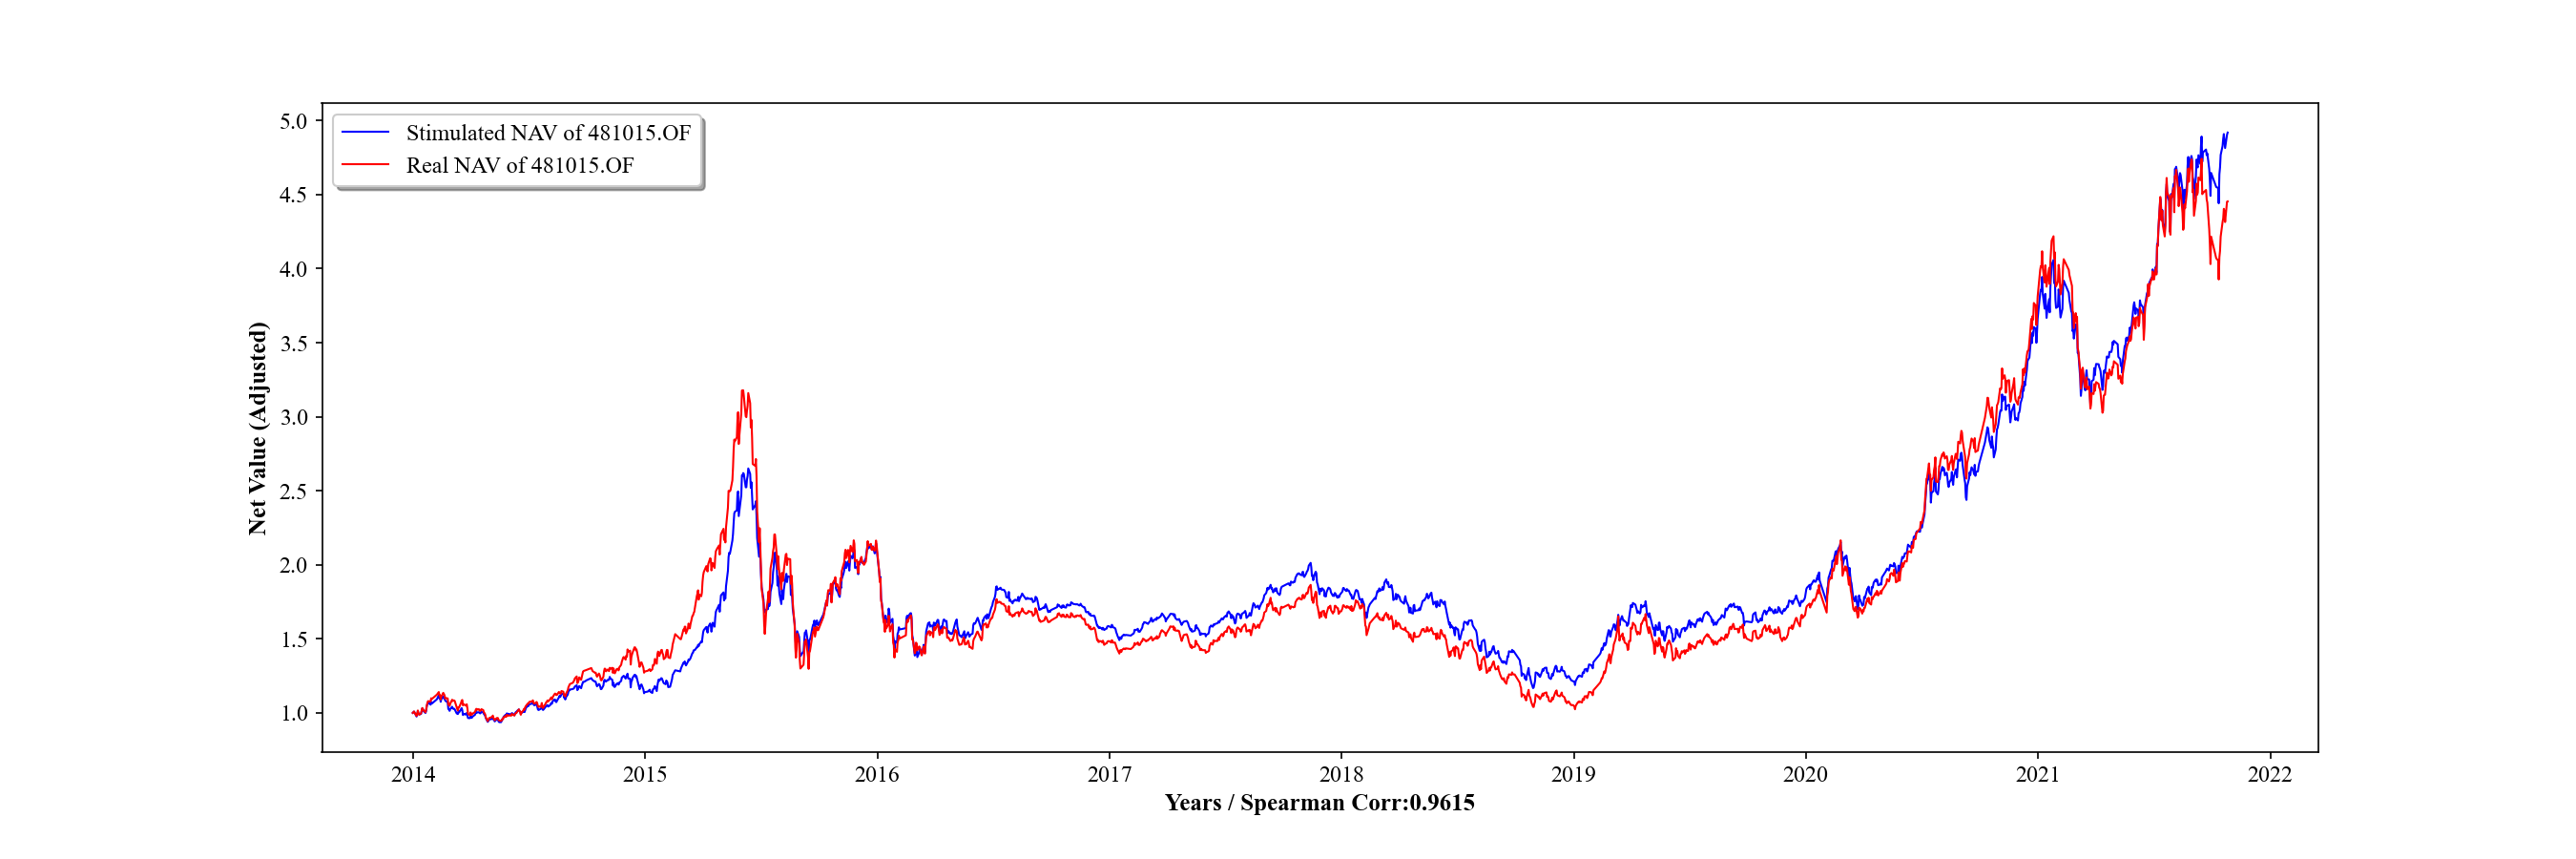 Stimulated NAV of 481015.OF
Real NAV of 481015.OF
Net Value (Adjusted)
5.0
4.5
4.0
3.5
3.0
2.5
2.0
1.5
1.0
2014 2015 2016 2017 2018 2019 2020 2021 2022
Years / Spearman Corr:0.9615